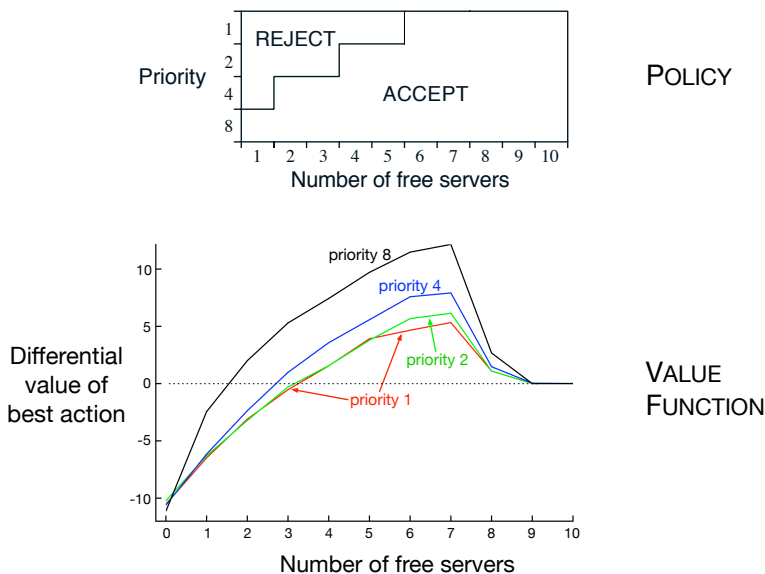 1
REJECT
2
Priority
POLICY
4
ACCEPT
8
1 2 3 4 5 6 7 8 9 10
Number of free servers
10
priority 8
priority 4
5
Differential
value of
best action
priority 2
0
priority 1
VALUE
FUNCTION
-5
-10
0 1 2 3 4 5 6 7 8 9 10
Number of free servers